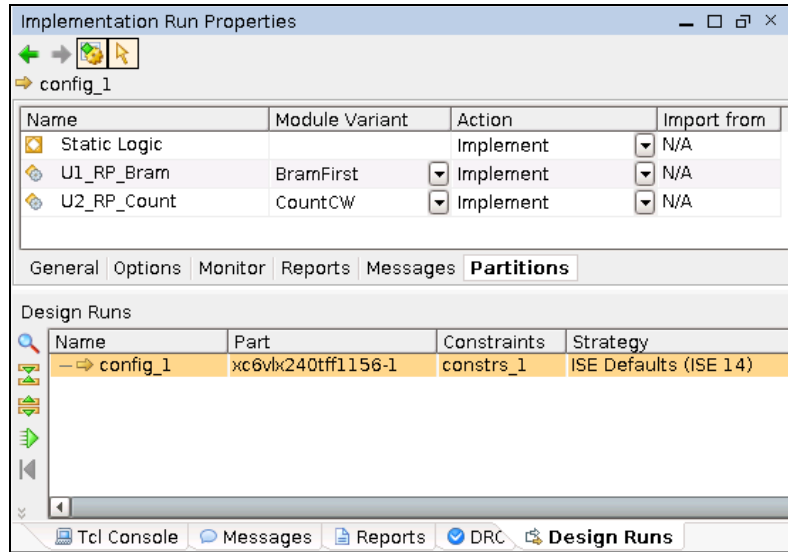 Implementation Run Properties
config_1
Name Module Variant Action Import from
Static Logic Implement N/A
U1_RP_Bram BramFirst Implement N/A
U2_RP_Count CountCW Implement N/A
General Options Monitor Reports Messages Partitions
Design Runs
Name Part Constraints Strategy
config_1 xc6vlx240tff1156-1 constrs_1 ISE Defaults (ISE 14)
Tcl Console Messages Reports DRC Design Runs